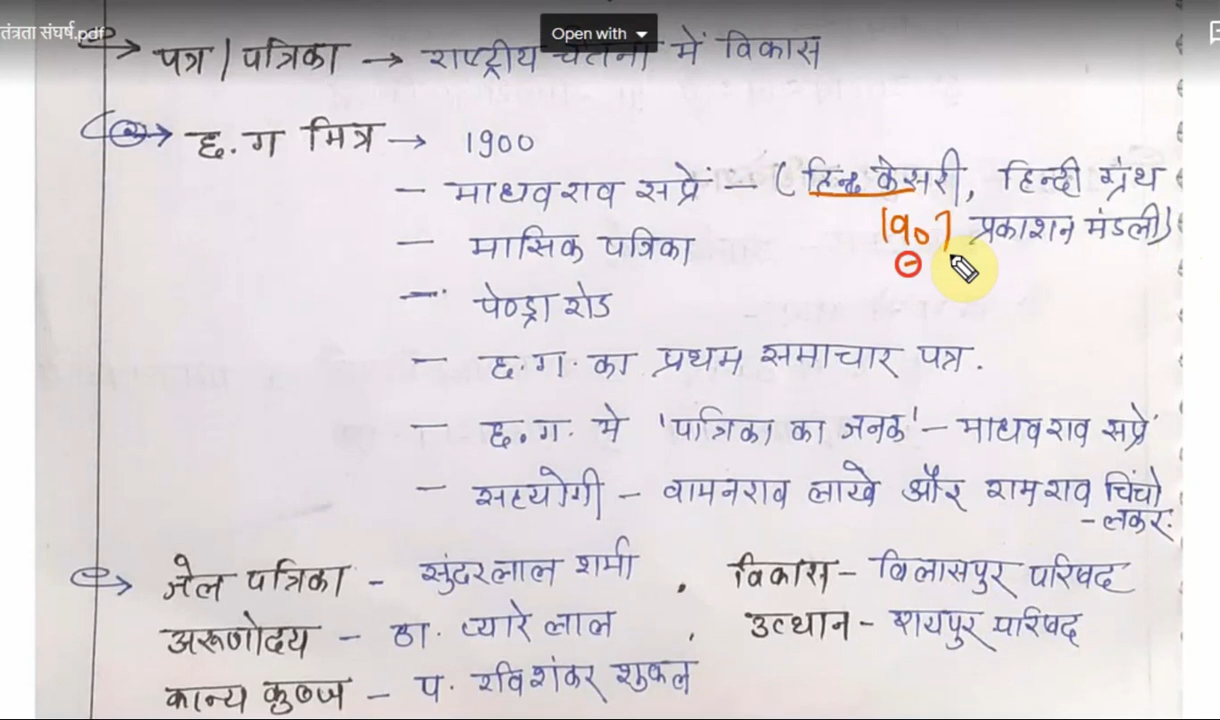 तंत्रता संघर्ष.pdf
Open with
पत्र / पत्रिका → राष्ट्रीय चेतना में विकास
छ.ग मित्र → 1900
– माधवराव सप्रे – (हिन्द केसरी, हिन्दी ग्रंथ
1907 प्रकाशन मंडली)
– मासिक पत्रिका
– पेण्ड्रा रोड
– छ.ग. का प्रथम समाचार पत्र.
– छ.ग. मे 'पत्रिका का जनक' – माधवराव सप्रे
– सहयोगी – वामनराव लाखे और रामराव चिंचो
– लकर.
जेल पत्रिका – सुंदरलाल शर्मा , विकास – विलासपुर परिषद
अरूणोदय – ठा. प्यारे लाल , उत्थान – रायपुर परिषद
कान्य कुब्ज – प. रविशंकर शुक्ल